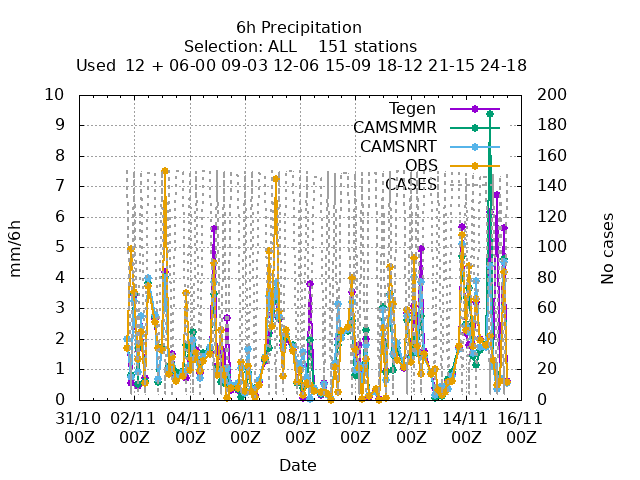 6h Precipitation
Selection: ALL 151 stations
Used 12 + 06-00 09-03 12-06 15-09 18-12 21-15 24-18
10
9
8
7
6
5
4
3
2
1
0
mm/6h
200
180
160
140
120
100
80
60
40
20
0
No cases
Tegen
CAMSMMR
CAMSNRT
OBS
CASES
31/10 02/11 04/11 06/11 08/11 10/11 12/11 14/11 16/11
00Z 00Z 00Z 00Z 00Z 00Z 00Z 00Z 00Z
Date